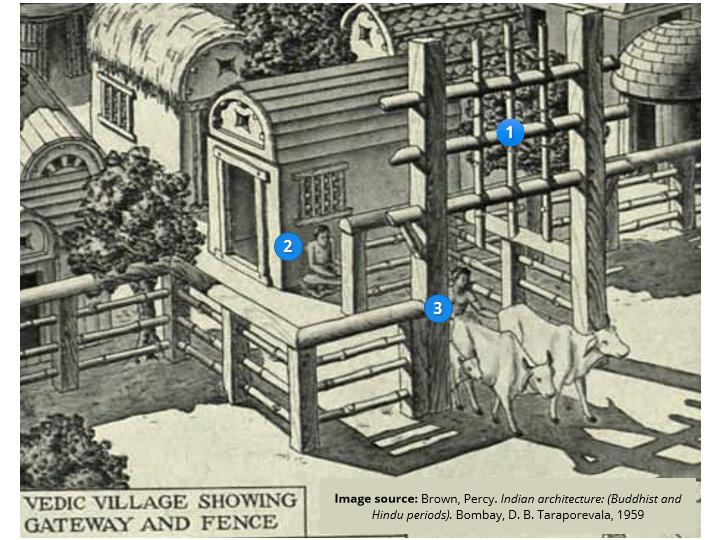 1
2
3
VEDIC VILLAGE SHOWING
GATEWAY AND FENCE
Image source: Brown, Percy. Indian architecture: (Buddhist and
Hindu periods). Bombay, D. B. Taraporevala, 1959